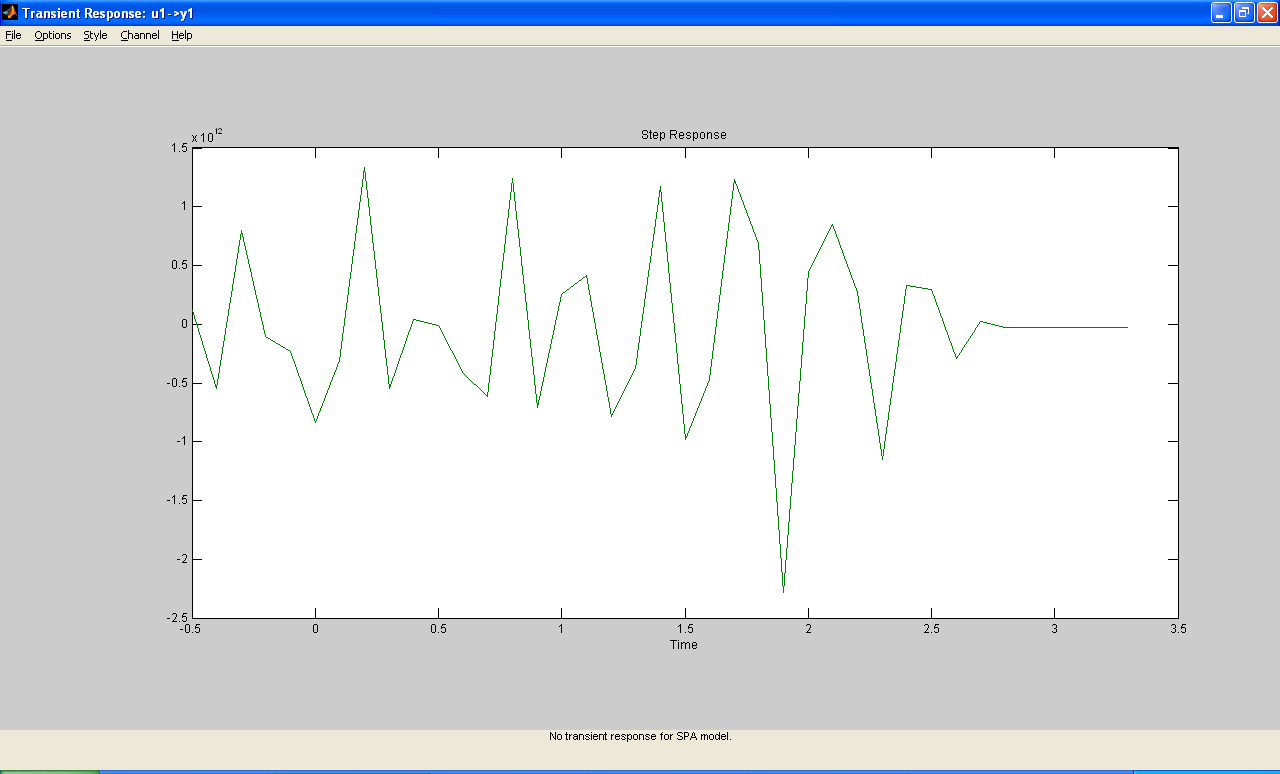 Transient Response: u1->y1
File Options Style Channel Help
x 10^12
Step Response
1.5
1
0.5
0
-0.5
-1
-1.5
-2
-2.5
-0.5 0 0.5 1 1.5 2 2.5 3 3.5
Time
No transient response for SPA model.